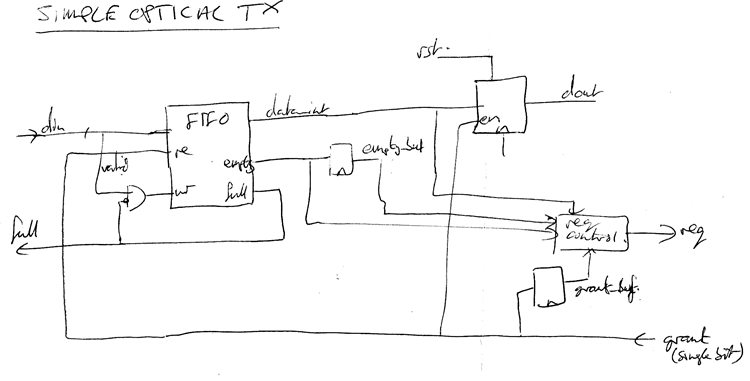 SIMPLE OPTICAL TX
rst.
din
FIFO
data_int
dout
en
re
valid
empty
empty_buf
wr
full
full
req
control.
req
grant_buf.
grant
(single bit)